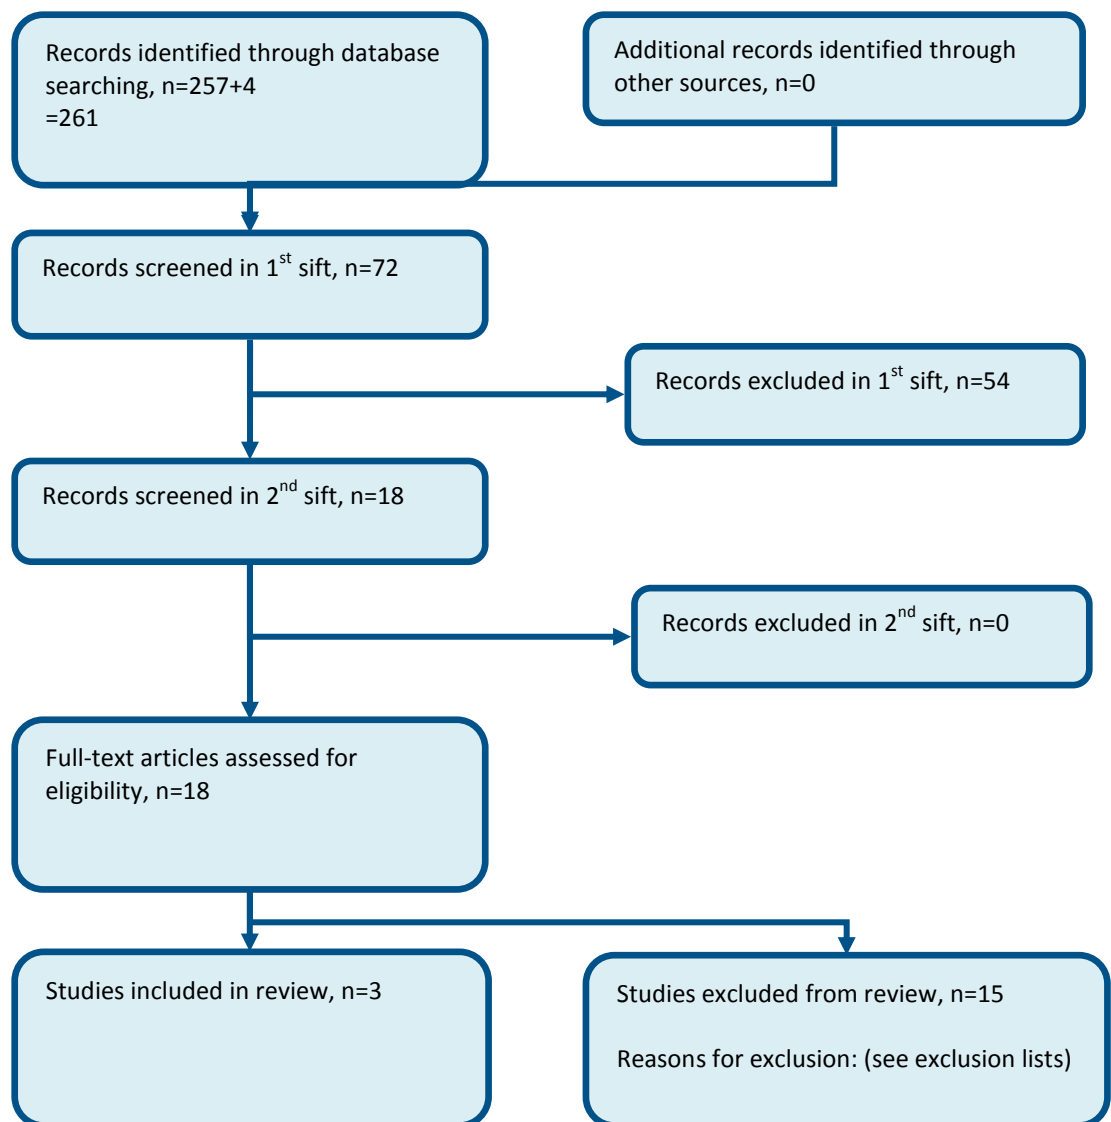 Records identified through database
searching, n=257+4
=261
Additional records identified through
other sources, n=0
Records screened in 1st sift, n=72
Records excluded in 1st sift, n=54
Records screened in 2nd sift, n=18
Records excluded in 2nd sift, n=0
Full-text articles assessed for
eligibility, n=18
Studies included in review, n=3
Studies excluded from review, n=15
Reasons for exclusion: (see exclusion lists)